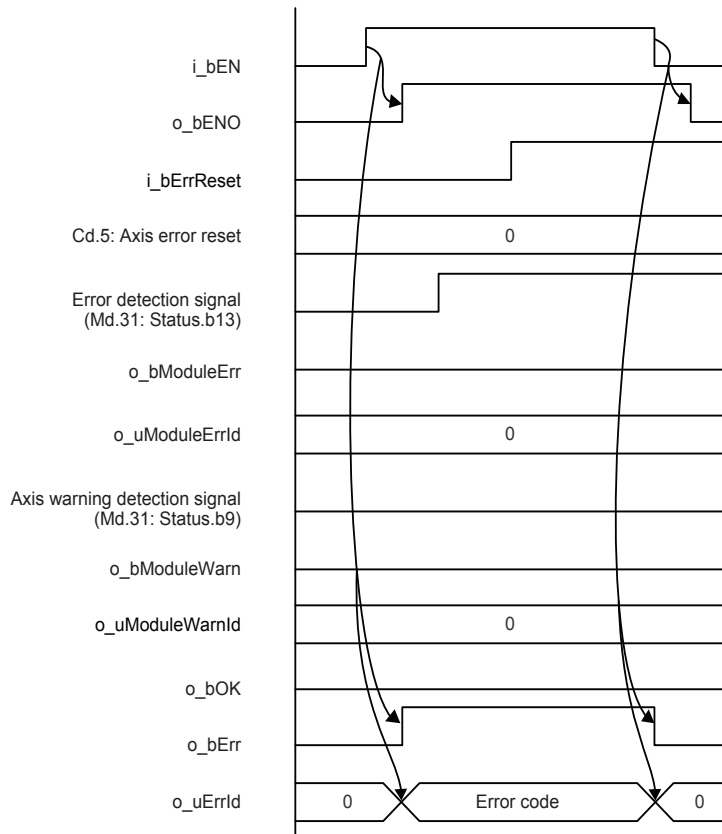 i_bEN
o_bENO
i_bErrReset
Cd.5: Axis error reset
0
Error detection signal
(Md.31: Status.b13)
o_bModuleErr
o_uModuleErrId
0
Axis warning detection signal
(Md.31: Status.b9)
o_bModuleWarn
o_uModuleWarnId
0
o_bOK
o_bErr
o_uErrId
0
Error code
0